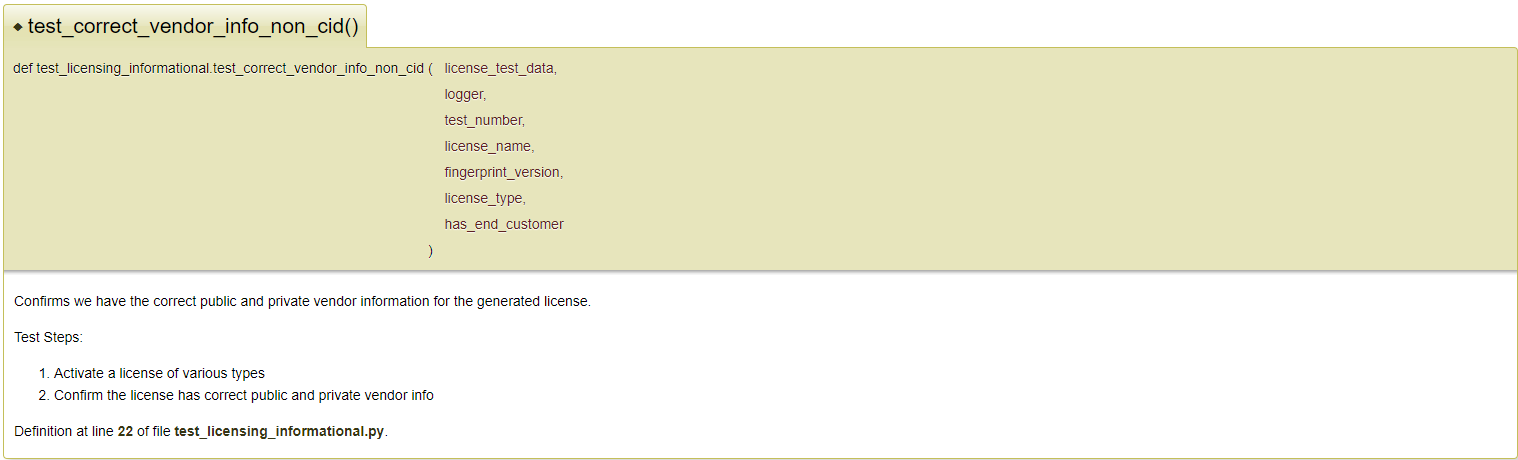 ◆ test_correct_vendor_info_non_cid()
def test_licensing_informational.test_correct_vendor_info_non_cid ( license_test_data,
logger,
test_number,
license_name,
fingerprint_version,
license_type,
has_end_customer
)
Confirms we have the correct public and private vendor information for the generated license.
Test Steps:
1. Activate a license of various types
2. Confirm the license has correct public and private vendor info
Definition at line 22 of file test_licensing_informational.py.